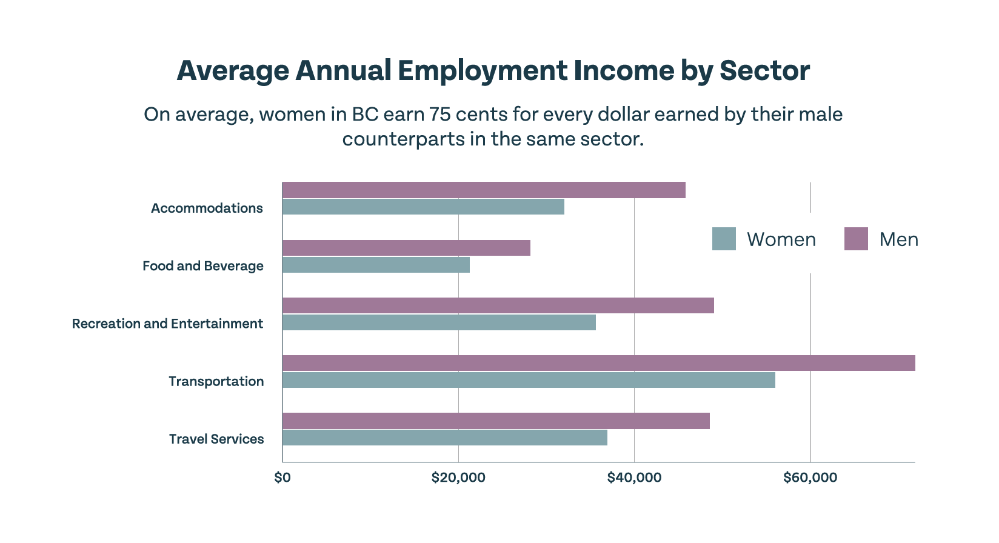 Average Annual Employment Income by Sector
On average, women in BC earn 75 cents for every dollar earned by their male
counterparts in the same sector.
Accommodations
Women
Men
Food and Beverage
Recreation and Entertainment
Transportation
Travel Services
$0
$20,000
$40,000
$60,000